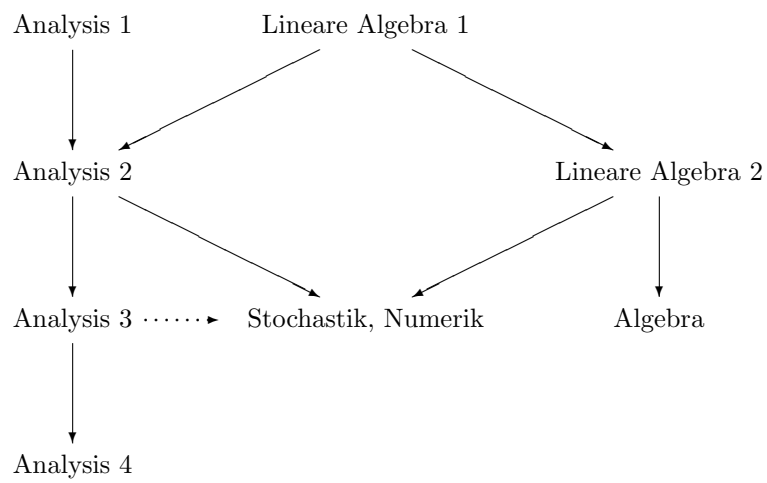 Analysis 1 Lineare Algebra 1
Analysis 2 Lineare Algebra 2
Analysis 3 Stochastik, Numerik Algebra
Analysis 4